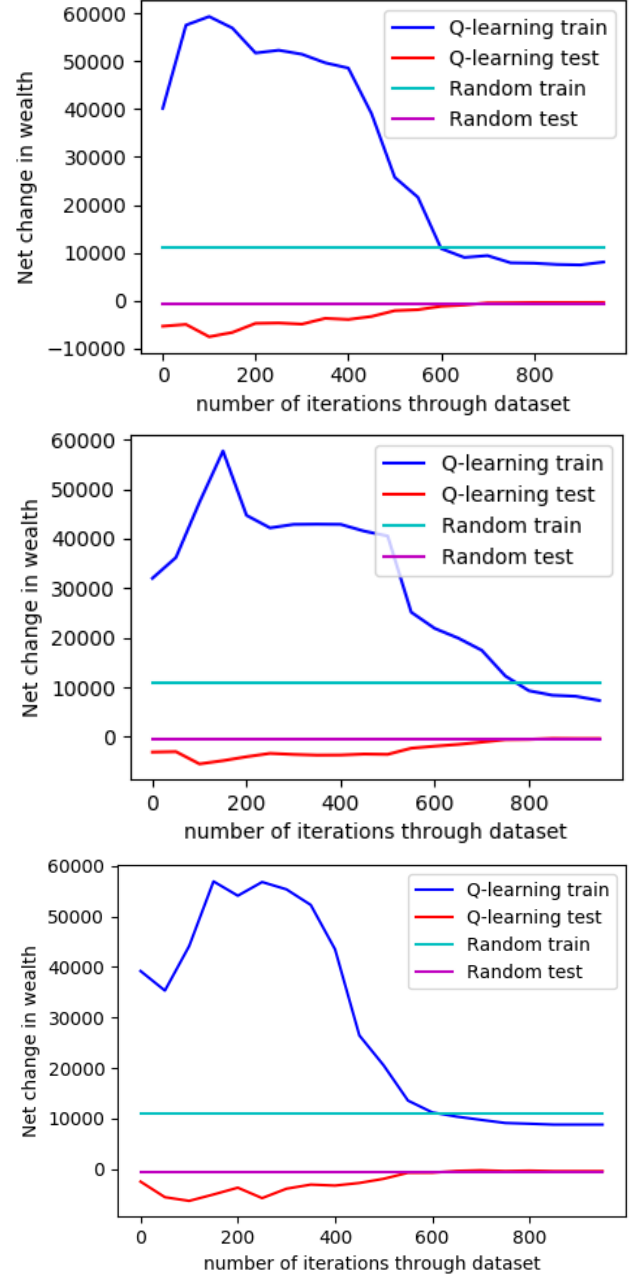 60000
50000
40000
30000
20000
10000
0
−10000
Net change in wealth
Q-learning train
Q-learning test
Random train
Random test
0 200 400 600 800
number of iterations through dataset
60000
50000
40000
30000
20000
10000
0
Net change in wealth
Q-learning train
Q-learning test
Random train
Random test
0 200 400 600 800
number of iterations through dataset
60000
50000
40000
30000
20000
10000
0
Net change in wealth
Q-learning train
Q-learning test
Random train
Random test
0 200 400 600 800
number of iterations through dataset